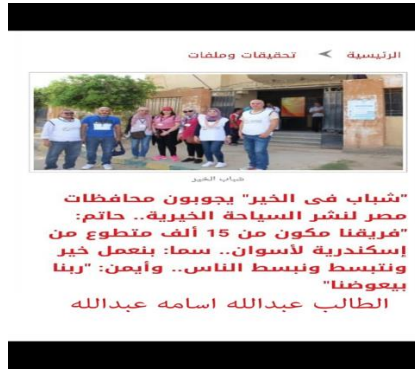 الرئيسية > تحقيقات وملفات
شباب الخير
"شباب فى الخير" يجوبون محافظات
مصر لنشر السياحة الخيرية.. حاتم:
"فريقنا مكون من 15 ألف متطوع من
إسكندرية لأسوان.. سما: بنعمل خير
ونتبسط ونبسط الناس.. وأيمن: "ربنا
بيعوضنا"
الطالب عبدالله اسامه عبدالله